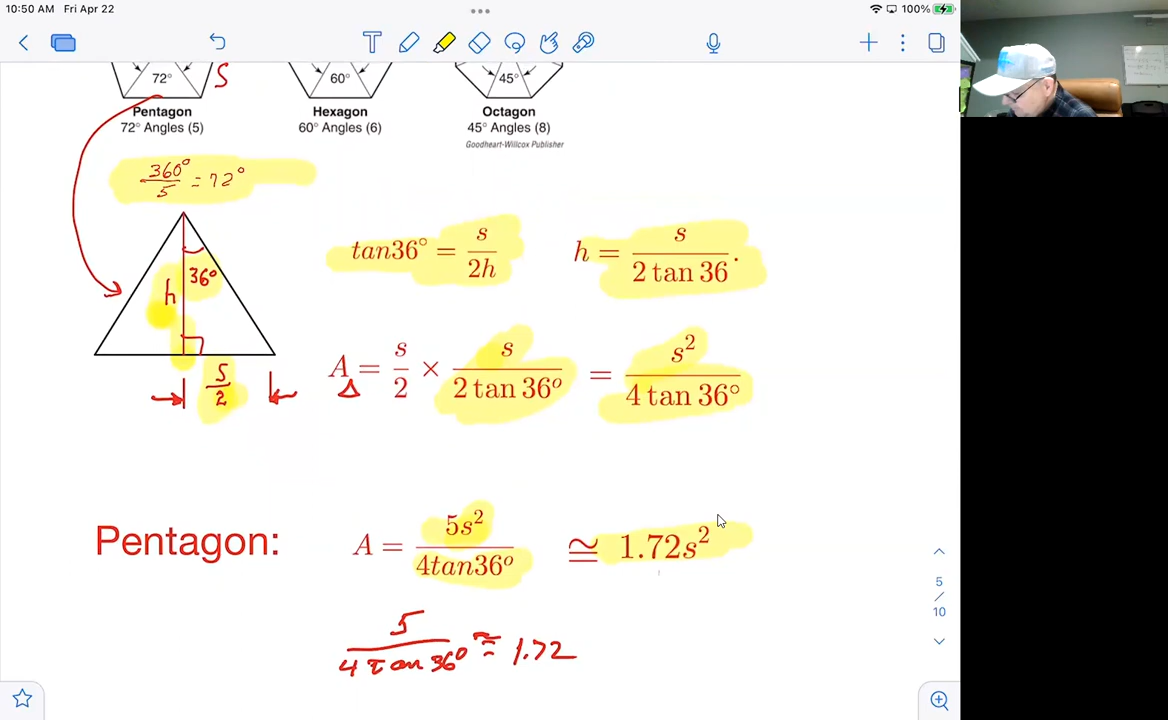 10:50 AM Fri Apr 22
100%
T
72°
S
60°
45°
Pentagon
72° Angles (5)
Hexagon
60° Angles (6)
Octagon
45° Angles (8)
Goodheart-Willcox Publisher
360°/5 = 72°
tan36° = s/2h
h = s/2 tan 36.
36°
h
A△ = s/2 × s/2 tan 36o = s²/4 tan 36°
S/2
Pentagon:
A = 5s²/4tan36o ≅ 1.72s²
5
/
10
5/4 tan 36° ≅ 1.72